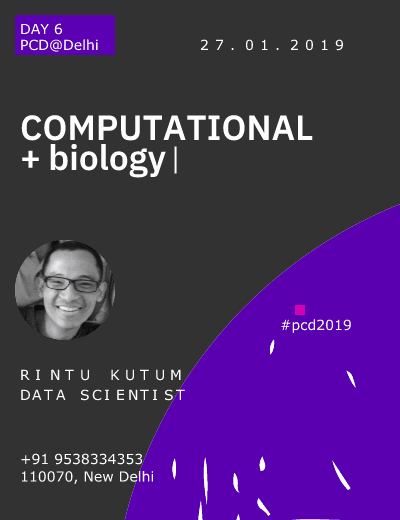 DAY 6
PCD@Delhi
27.01.2019
COMPUTATIONAL
+ biology|
#pcd2019
RINTU KUTUM
DATA SCIENTIST
+91 9538334353
110070, New Delhi